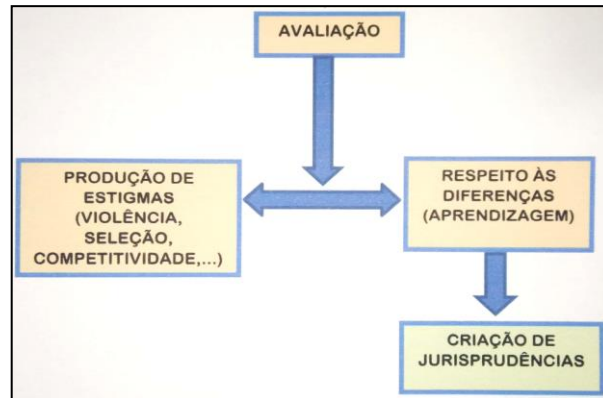 AVALIAÇÃO
PRODUÇÃO DE
ESTIGMAS
(VIOLÊNCIA,
SELEÇÃO,
COMPETITIVIDADE,...)
RESPEITO ÀS
DIFERENÇAS
(APRENDIZAGEM)
CRIAÇÃO DE
JURISPRUDÊNCIAS